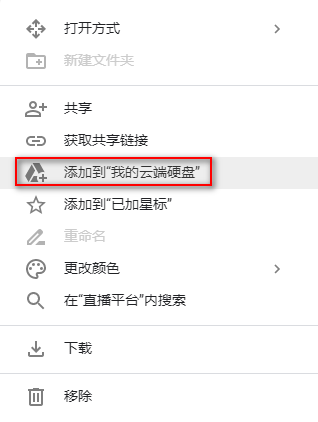 打开方式
新建文件夹
共享
获取共享链接
添加到“我的云端硬盘”
添加到“已加星标”
重命名
更改颜色
在“直播平台”内搜索
下载
移除